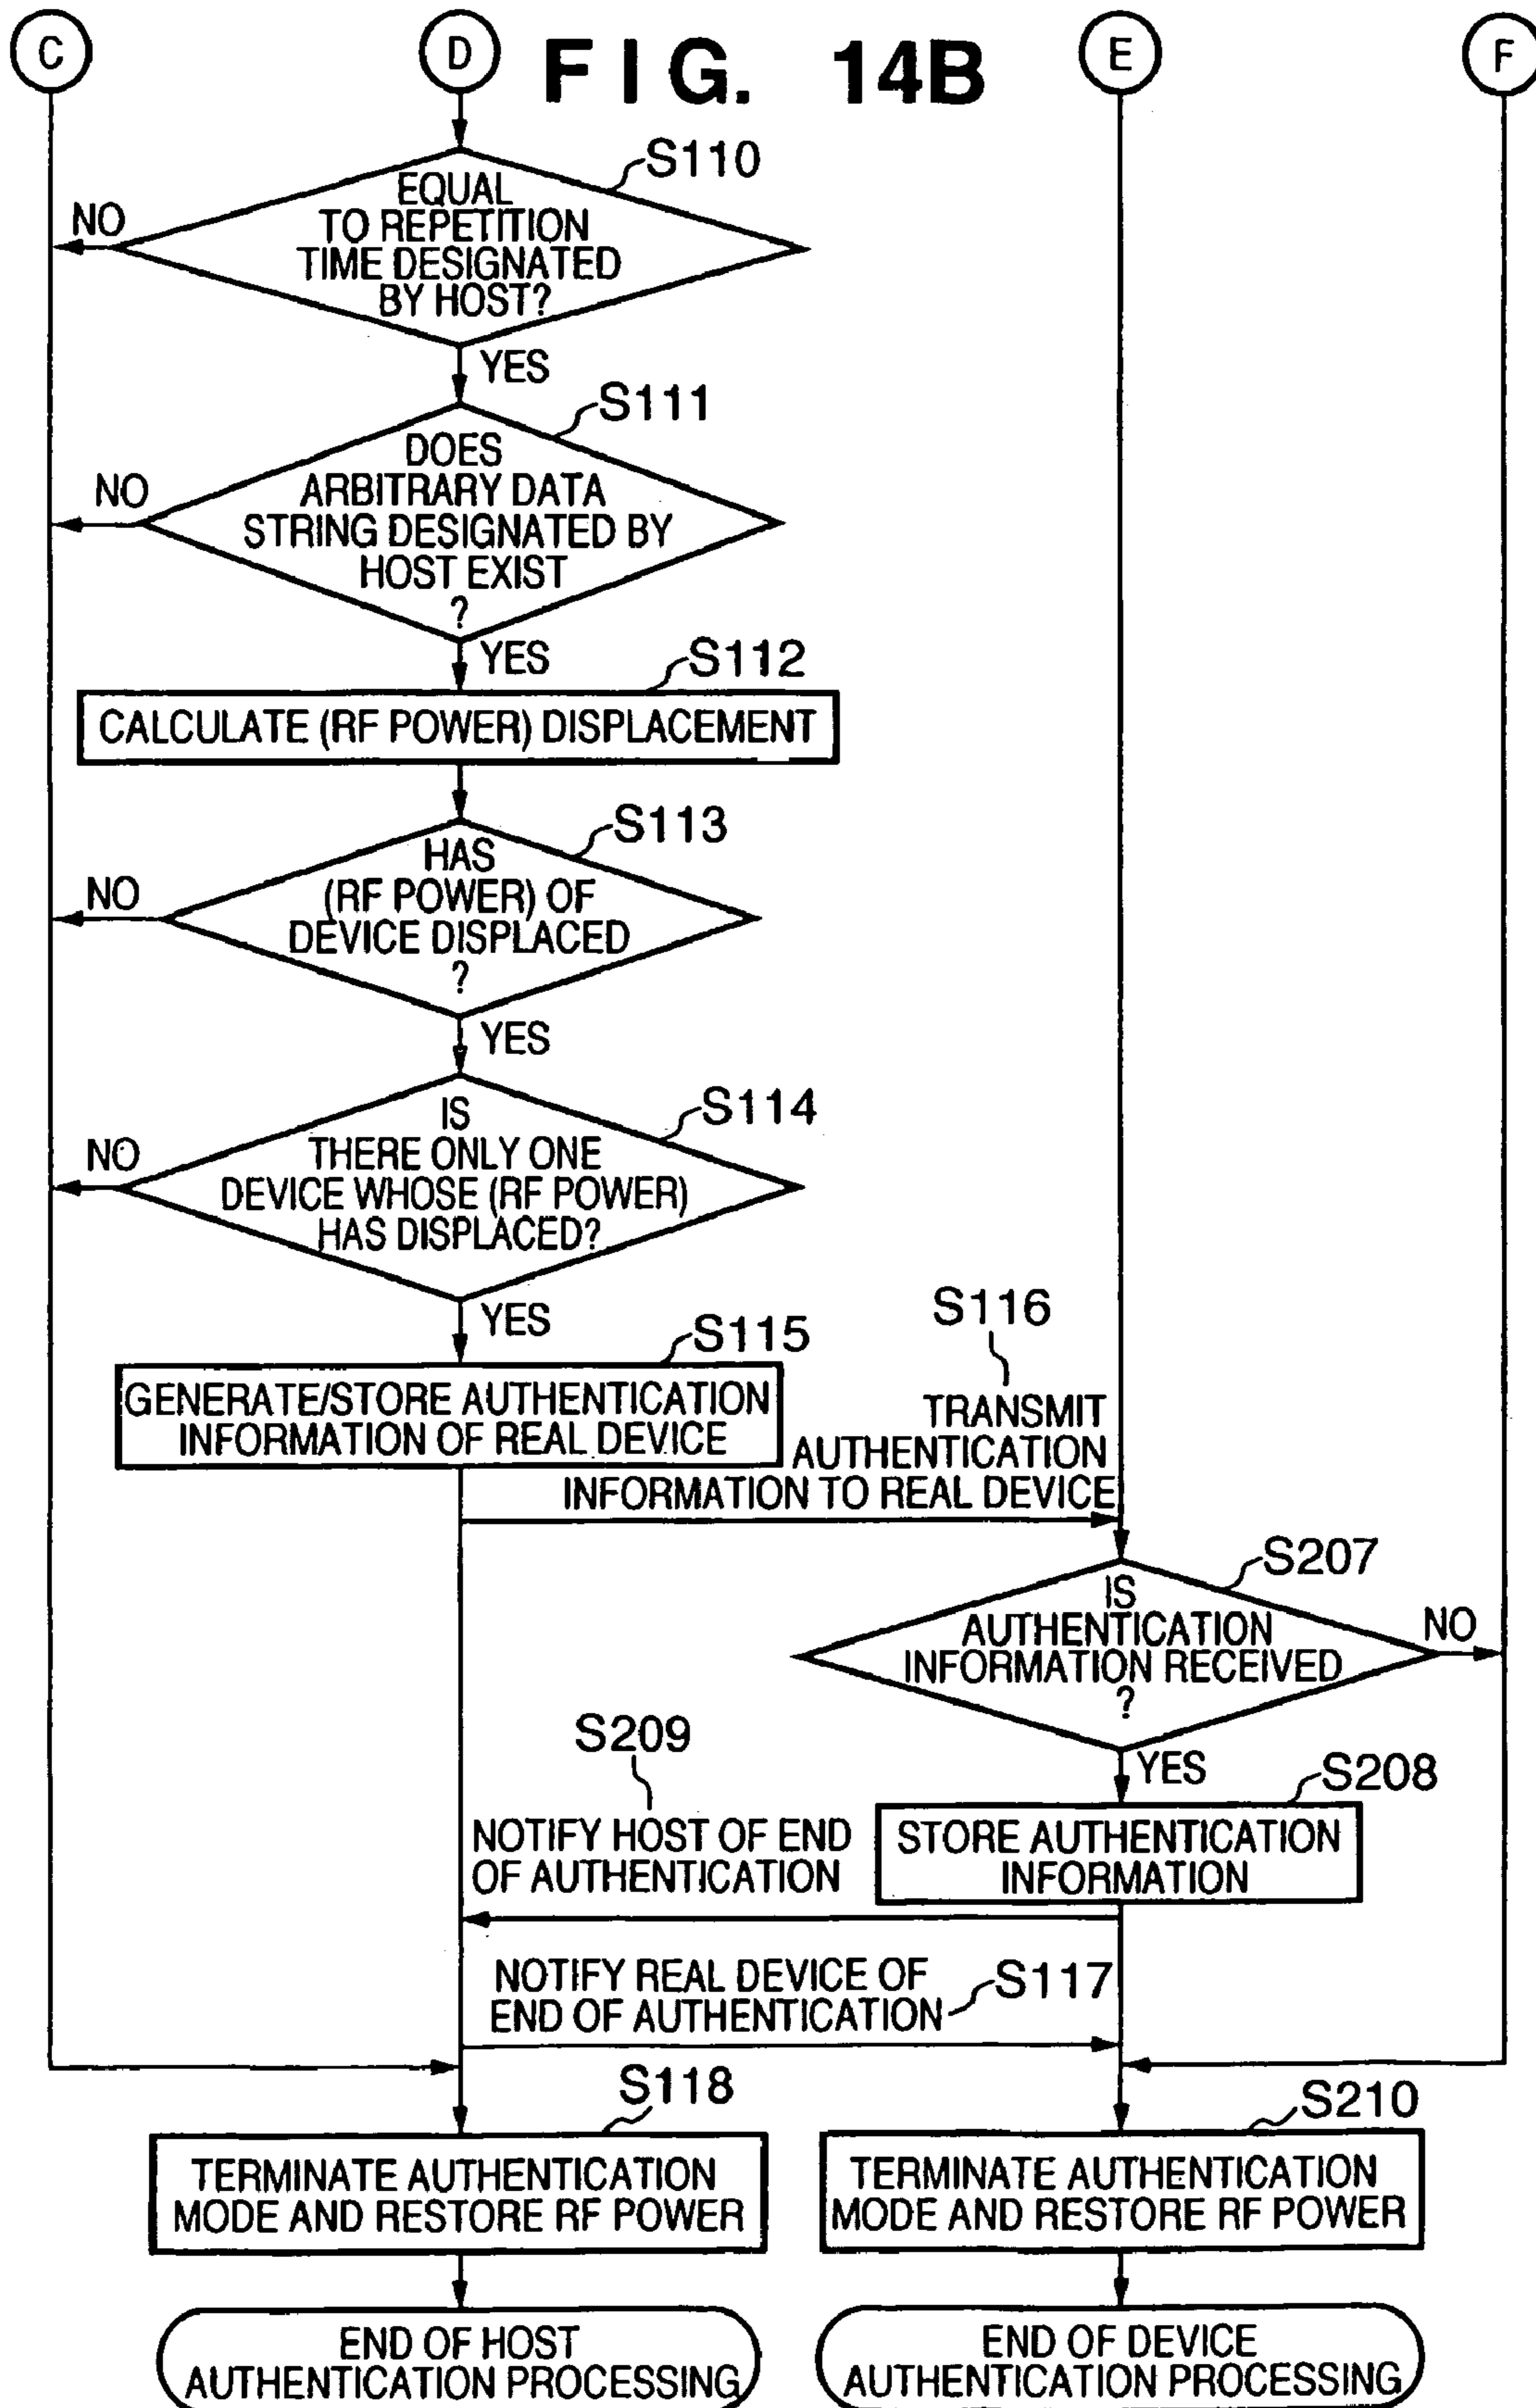 C
D
FIG. 14B
E
F
S110
EQUAL
TO REPETITION
TIME DESIGNATED
BY HOST?
NO
YES
S111
DOES
ARBITRARY DATA
STRING DESIGNATED BY
HOST EXIST
?
NO
YES
S112
CALCULATE (RF POWER) DISPLACEMENT
S113
HAS
(RF POWER) OF
DEVICE DISPLACED
?
NO
YES
S114
IS
THERE ONLY ONE
DEVICE WHOSE (RF POWER)
HAS DISPLACED?
NO
YES
S115
GENERATE/STORE AUTHENTICATION
INFORMATION OF REAL DEVICE
S116
TRANSMIT
AUTHENTICATION
INFORMATION TO REAL DEVICE
S207
IS
AUTHENTICATION
INFORMATION RECEIVED
?
NO
YES
S208
STORE AUTHENTICATION
INFORMATION
S209
NOTIFY HOST OF END
OF AUTHENTICATION
NOTIFY REAL DEVICE OF
END OF AUTHENTICATION
S117
S118
TERMINATE AUTHENTICATION
MODE AND RESTORE RF POWER
S210
TERMINATE AUTHENTICATION
MODE AND RESTORE RF POWER
END OF HOST
AUTHENTICATION PROCESSING
END OF DEVICE
AUTHENTICATION PROCESSING